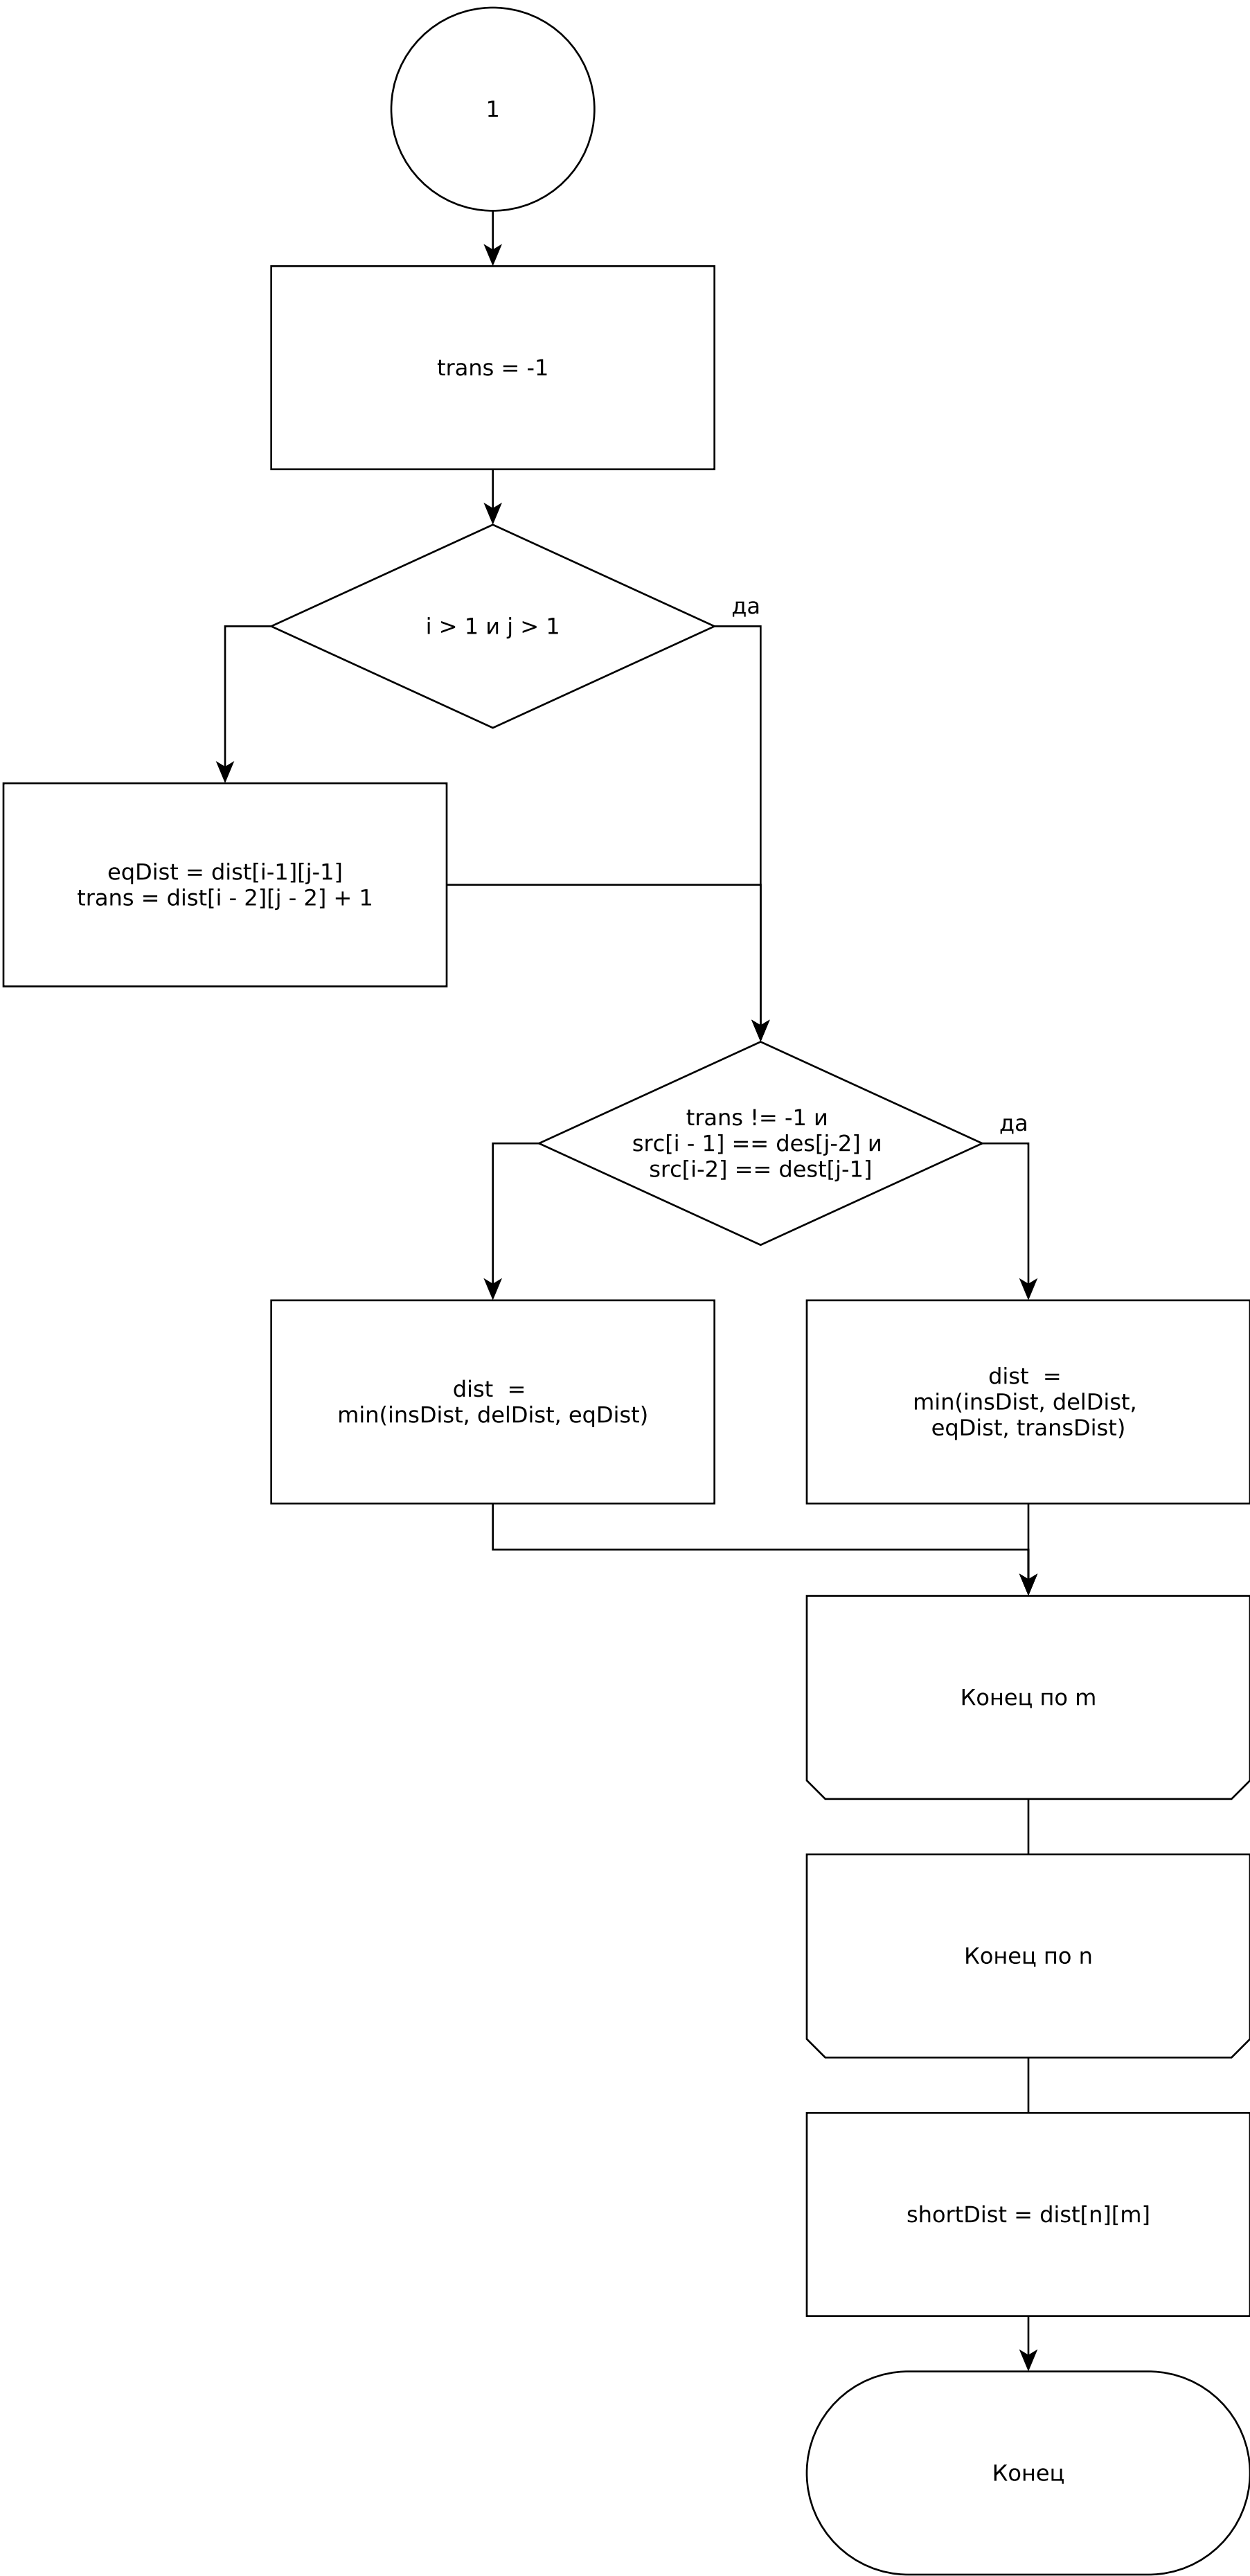 1
trans = -1
i > 1 и j > 1
да
eqDist = dist[i-1][j-1]
trans = dist[i - 2][j - 2] + 1
trans != -1 и
src[i - 1] == des[j-2] и
src[i-2] == dest[j-1]
да
dist  =
min(insDist, delDist, eqDist)
dist  =
min(insDist, delDist,
eqDist, transDist)
Конец по m
Конец по n
shortDist = dist[n][m]
Конец